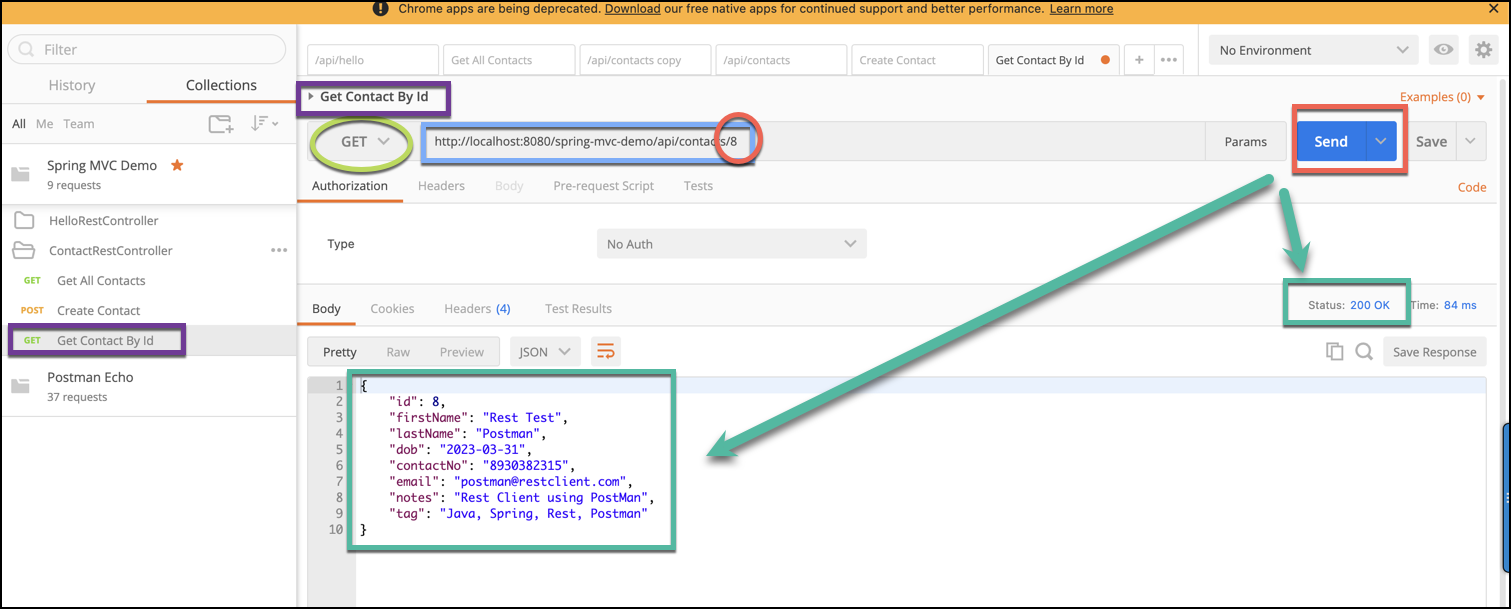 Chrome apps are being deprecated. Download our free native apps for continued support and better performance. Learn more
Filter
History
Collections
All Me Team
Spring MVC Demo
9 requests
HelloRestController
ContactRestController
GET Get All Contacts
POST Create Contact
GET Get Contact By Id
Postman Echo
37 requests
/api/hello
Get All Contacts
/api/contacts copy
/api/contacts
Create Contact
Get Contact By Id
No Environment
Get Contact By Id
Examples (0)
GET
http://localhost:8080/spring-mvc-demo/api/contacts/8
Params
Send
Save
Authorization
Headers
Body
Pre-request Script
Tests
Code
Type
No Auth
Body
Cookies
Headers (4)
Test Results
Status: 200 OK
Time: 84 ms
Pretty
Raw
Preview
JSON
Save Response
1 {
2 "id": 8,
3 "firstName": "Rest Test",
4 "lastName": "Postman",
5 "dob": "2023-03-31",
6 "contactNo": "8930382315",
7 "email": "postman@restclient.com",
8 "notes": "Rest Client using PostMan",
9 "tag": "Java, Spring, Rest, Postman"
10 }